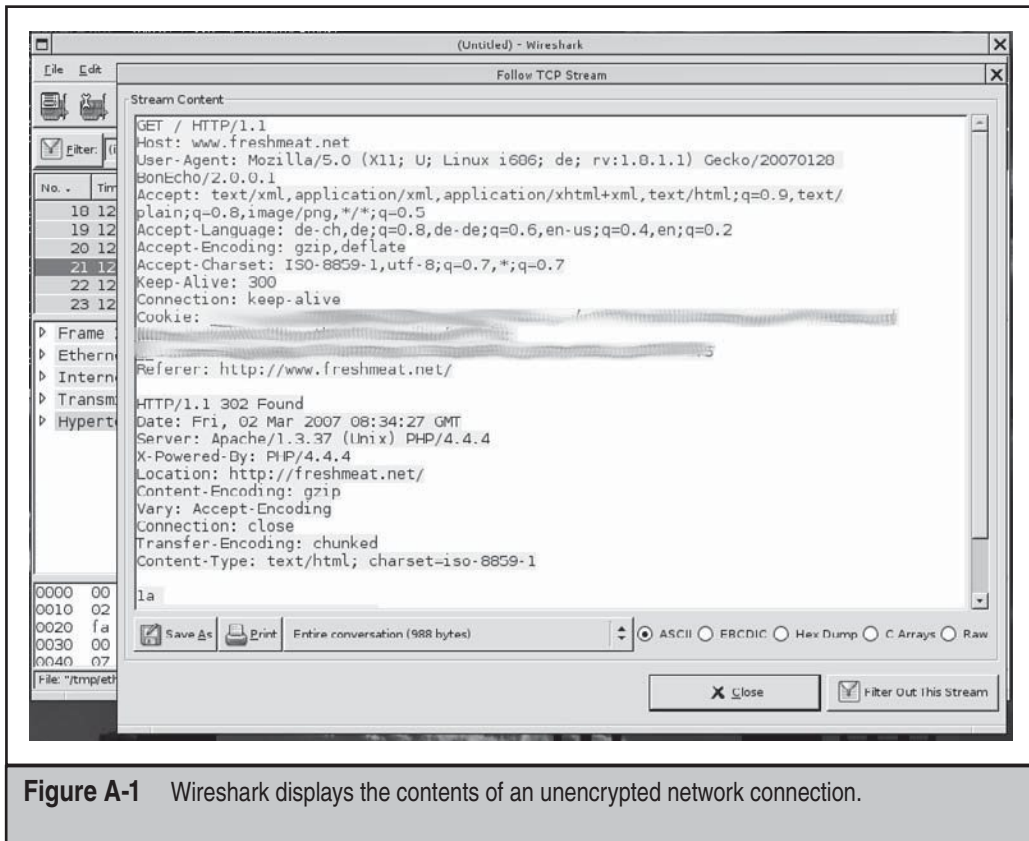 (Untitled) - Wireshark
File Edit
Follow TCP Stream
Stream Content
Filter:
No. -
18 12
19 12
20 12
21 12
22 12
23 12
Frame
GET / HTTP/1.1
Host: www.freshmeat.net
User-Agent: Mozilla/5.0 (X11; U; Linux i686; de; rv:1.8.1.1) Gecko/20070128
BonEcho/2.0.0.1
Accept: text/xml,application/xml,application/xhtml+xml,text/html;q=0.9,text/
plain;q=0.8,image/png,*/*;q=0.5
Accept-Language: de-ch,de;q=0.8,de-de;q=0.6,en-us;q=0.4,en;q=0.2
Accept-Encoding: gzip,deflate
Accept-Charset: ISO-8859-1,utf-8;q=0.7,*;q=0.7
Keep-Alive: 300
Connection: keep-alive
Cookie:
Referer: http://www.freshmeat.net/
HTTP/1.1 302 Found
Date: Fri, 02 Mar 2007 08:34:27 GMT
Server: Apache/1.3.37 (Unix) PHP/4.4.4
X-Powered-By: PHP/4.4.4
Location: http://freshmeat.net/
Content-Encoding: gzip
Vary: Accept-Encoding
Connection: close
Transfer-Encoding: chunked
Content-Type: text/html; charset=iso-8859-1
1a
0000 00
0010 02
0020 fa
0030 00
0040 07
Save As Print Entire conversation (988 bytes) ASCII EBCDIC Hex Dump C Arrays Raw
Close Filter Out This Stream
Figure A-1 Wireshark displays the contents of an unencrypted network connection.